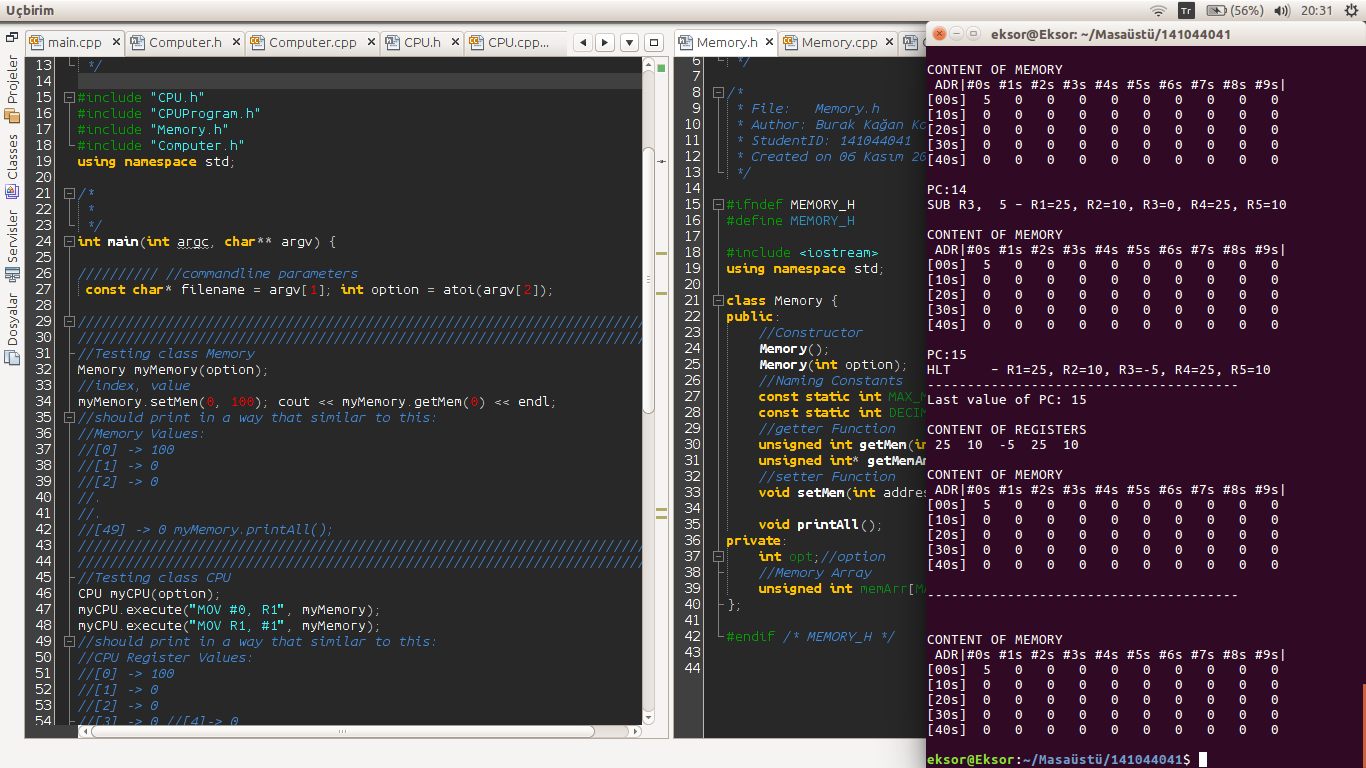 Uçbirim
Tr
(56%)
20:31
main.cpp
Computer.h
Computer.cpp
CPU.h
CPU.cpp...
Memory.h
Memory.cpp
Projeler
Classes
Servisler
Dosyalar
13 */
14
15 #include "CPU.h"
16 #include "CPUProgram.h"
17 #include "Memory.h"
18 #include "Computer.h"
19 using namespace std;
20
21 /*
22 *
23 */
24 int main(int argc, char** argv) {
25
26 ////////// //commandline parameters
27 const char* filename = argv[1]; int option = atoi(argv[2]);
28
29 ///////////////////////////////////////////////////////////////////////
30 ///////////////////////////////////////////////////////////////////////
31 //Testing class Memory
32 Memory myMemory(option);
33 //index, value
34 myMemory.setMem(0, 100); cout << myMemory.getMem(0) << endl;
35 //should print in a way that similar to this:
36 //Memory Values:
37 //[0] -> 100
38 //[1] -> 0
39 //[2] -> 0
40 //.
41 //.
42 //[49] -> 0 myMemory.printAll();
43 ///////////////////////////////////////////////////////////////////////
44 ///////////////////////////////////////////////////////////////////////
45 //Testing class CPU
46 CPU myCPU(option);
47 myCPU.execute("MOV #0, R1", myMemory);
48 myCPU.execute("MOV R1, #1", myMemory);
49 //should print in a way that similar to this:
50 //CPU Register Values:
51 //[0] -> 100
52 //[1] -> 0
53 //[2] -> 0
54 //[3] -> 0 //[4]-> 0
6 */
7
8 /*
9 * File: Memory.h
10 * Author: Burak Kağan Ko
11 * StudentID: 141044041
12 * Created on 06 Kasım 20
13 */
14
15 #ifndef MEMORY_H
16 #define MEMORY_H
17
18 #include <iostream>
19 using namespace std;
20
21 class Memory {
22 public:
23 //Constructor
24 Memory();
25 Memory(int option);
26 //Naming Constants
27 const static int MAX_M
28 const static int DECIM
29 //getter Function
30 unsigned int getMem(in
31 unsigned int* getMemAr
32 //setter Function
33 void setMem(int addres
34
35 void printAll();
36 private:
37 int opt;//option
38 //Memory Array
39 unsigned int memArr[MA
40 };
41
42 #endif /* MEMORY_H */
43
44
eksor@Eksor: ~/Masaüstü/141044041
CONTENT OF MEMORY
ADR|#0s #1s #2s #3s #4s #5s #6s #7s #8s #9s|
[00s] 5 0 0 0 0 0 0 0 0 0
[10s] 0 0 0 0 0 0 0 0 0 0
[20s] 0 0 0 0 0 0 0 0 0 0
[30s] 0 0 0 0 0 0 0 0 0 0
[40s] 0 0 0 0 0 0 0 0 0 0
PC:14
SUB R3, 5 - R1=25, R2=10, R3=0, R4=25, R5=10
CONTENT OF MEMORY
ADR|#0s #1s #2s #3s #4s #5s #6s #7s #8s #9s|
[00s] 5 0 0 0 0 0 0 0 0 0
[10s] 0 0 0 0 0 0 0 0 0 0
[20s] 0 0 0 0 0 0 0 0 0 0
[30s] 0 0 0 0 0 0 0 0 0 0
[40s] 0 0 0 0 0 0 0 0 0 0
PC:15
HLT - R1=25, R2=10, R3=-5, R4=25, R5=10
---------------------------------------
Last value of PC: 15
CONTENT OF REGISTERS
25 10 -5 25 10
CONTENT OF MEMORY
ADR|#0s #1s #2s #3s #4s #5s #6s #7s #8s #9s|
[00s] 5 0 0 0 0 0 0 0 0 0
[10s] 0 0 0 0 0 0 0 0 0 0
[20s] 0 0 0 0 0 0 0 0 0 0
[30s] 0 0 0 0 0 0 0 0 0 0
[40s] 0 0 0 0 0 0 0 0 0 0
---------------------------------------
CONTENT OF MEMORY
ADR|#0s #1s #2s #3s #4s #5s #6s #7s #8s #9s|
[00s] 5 0 0 0 0 0 0 0 0 0
[10s] 0 0 0 0 0 0 0 0 0 0
[20s] 0 0 0 0 0 0 0 0 0 0
[30s] 0 0 0 0 0 0 0 0 0 0
[40s] 0 0 0 0 0 0 0 0 0 0
eksor@Eksor:~/Masaüstü/141044041$